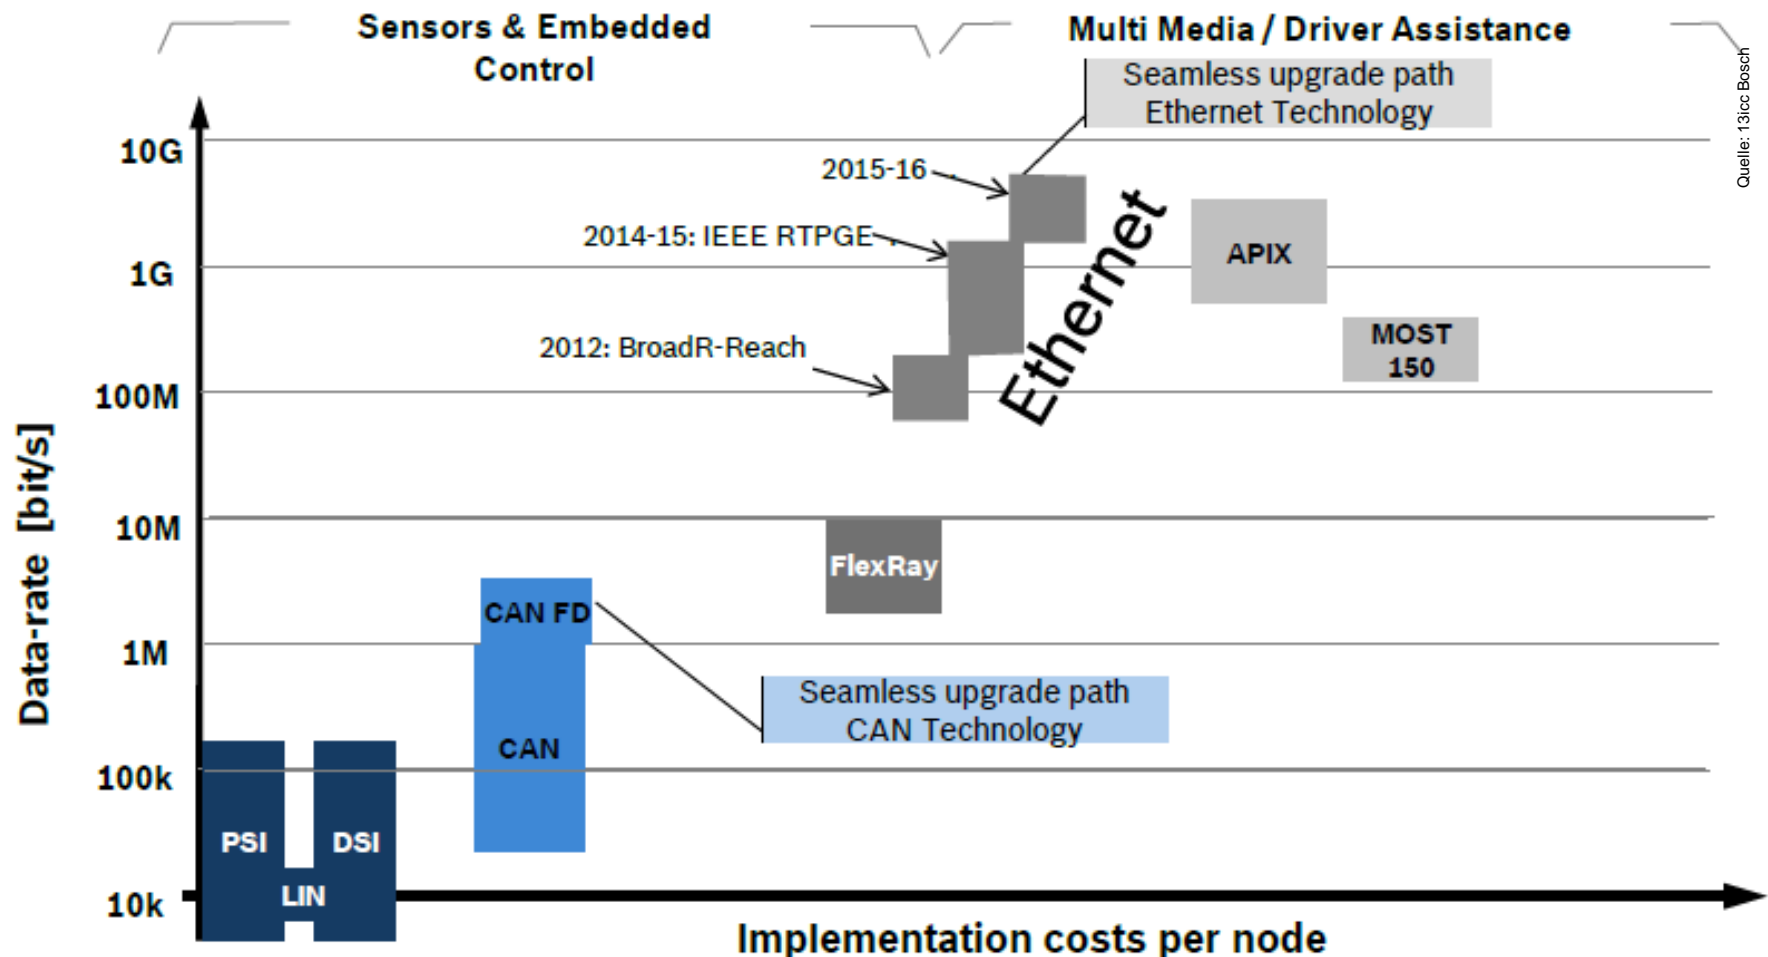 Sensors & Embedded
Control
Multi Media / Driver Assistance
Seamless upgrade path
Ethernet Technology
Quelle: 13icc Bosch
10G
2015-16
2014-15: IEEE RTPGE
Ethernet
APIX
1G
2012: BroadR-Reach
MOST
150
100M
Data-rate [bit/s]
10M
FlexRay
CAN FD
1M
Seamless upgrade path
CAN Technology
CAN
100k
PSI
DSI
LIN
10k
Implementation costs per node